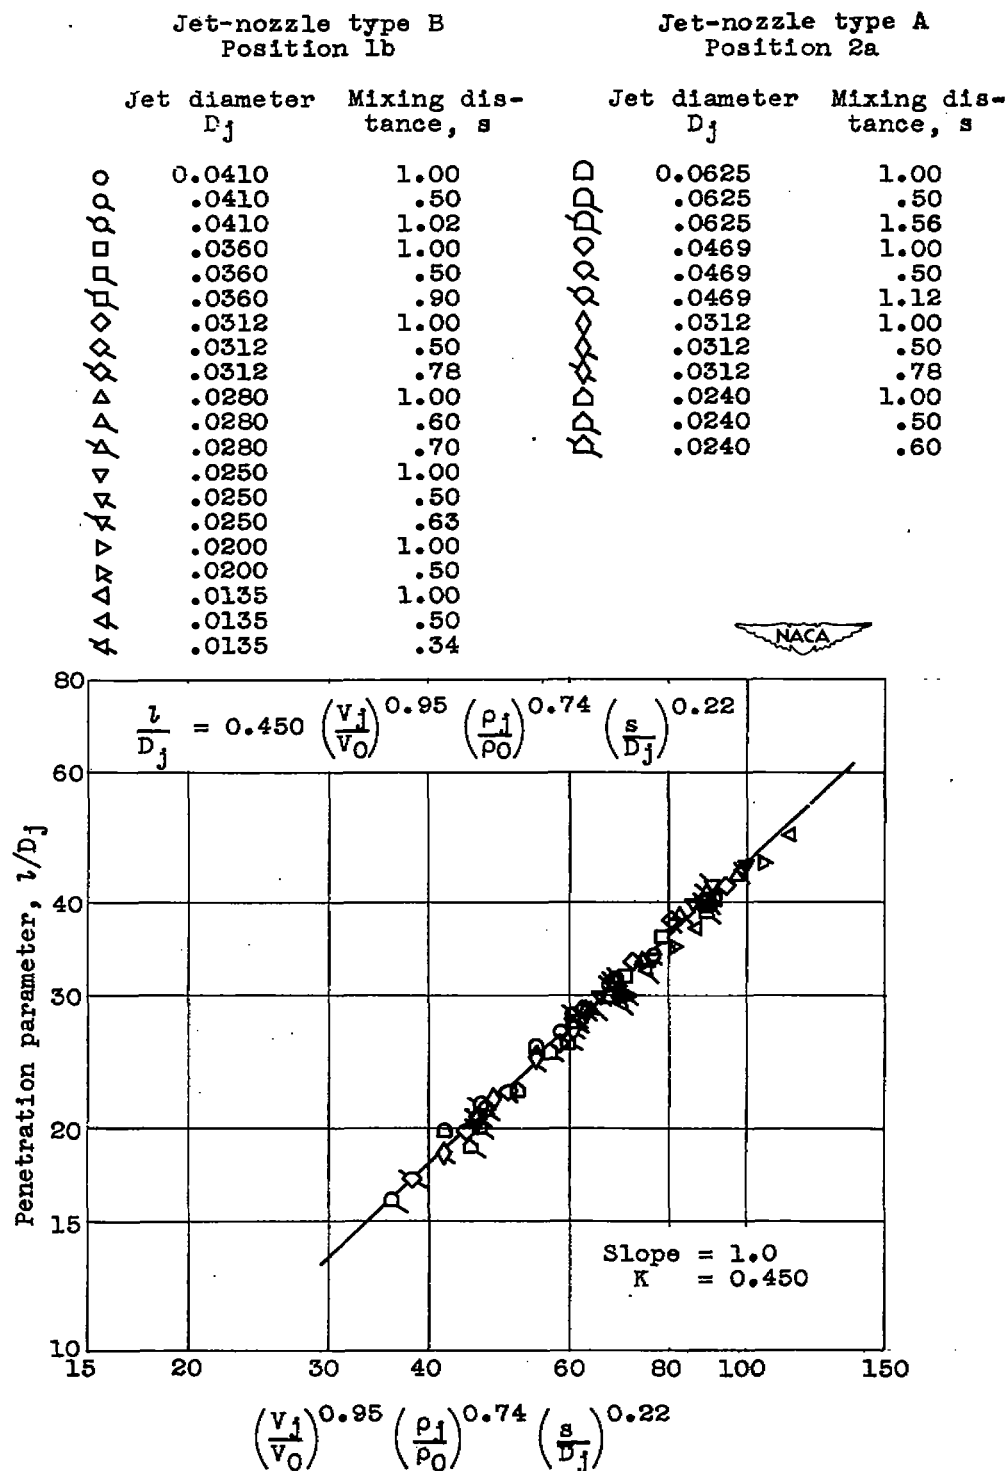 Jet-nozzle type B
Position 1b
Jet diameter Mixing dis-
Dj tance, s
0.0410 1.00
.0410 .50
.0410 1.02
.0360 1.00
.0360 .50
.0360 .90
.0312 1.00
.0312 .50
.0312 .78
.0280 1.00
.0280 .60
.0280 .70
.0250 1.00
.0250 .50
.0250 .63
.0200 1.00
.0200 .50
.0135 1.00
.0135 .50
.0135 .34
Jet-nozzle type A
Position 2a
Jet diameter Mixing dis-
Dj tance, s
0.0625 1.00
.0625 .50
.0625 1.56
.0469 1.00
.0469 .50
.0469 1.12
.0312 1.00
.0312 .50
.0312 .78
.0240 1.00
.0240 .50
.0240 .60
NACA
l/Dj = 0.450 (Vj/V0)^0.95 (ρj/ρ0)^0.74 (s/Dj)^0.22
Penetration parameter, l/Dj
80
60
40
30
20
15
10
Slope = 1.0
K = 0.450
15 20 30 40 60 80 100 150
(Vj/V0)^0.95 (ρj/ρ0)^0.74 (s/Dj)^0.22